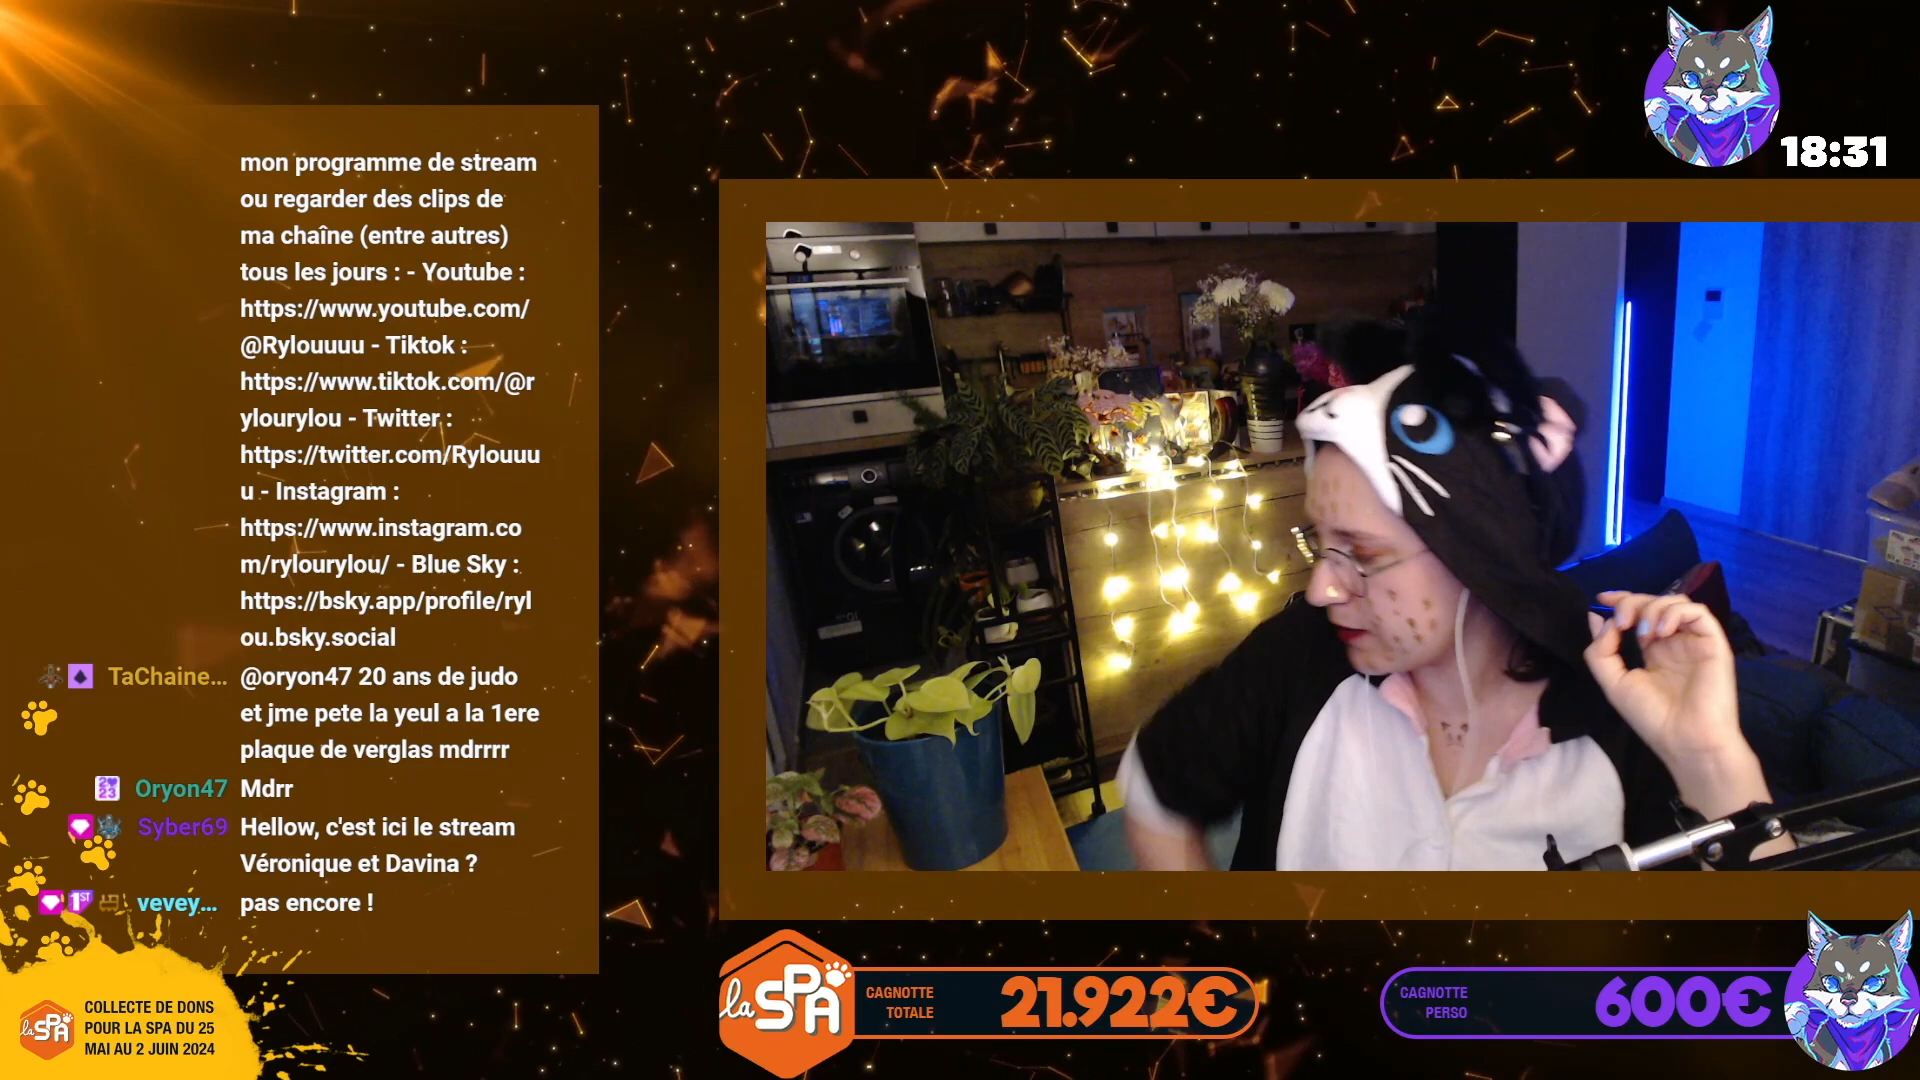 18:31
mon programme de stream
ou regarder des clips de
ma chaîne (entre autres)
tous les jours : - Youtube :
https://www.youtube.com/
@Rylouuuu - Tiktok :
https://www.tiktok.com/@r
ylourylou - Twitter :
https://twitter.com/Rylouuu
u - Instagram :
https://www.instagram.co
m/rylourylou/ - Blue Sky :
https://bsky.app/profile/ryl
ou.bsky.social
TaChaine... @oryon47 20 ans de judo
et jme pete la yeul a la 1ere
plaque de verglas mdrrrr
Oryon47 Mdrr
Syber69 Hellow, c'est ici le stream
Véronique et Davina ?
1ST vevey... pas encore !
la SPA
COLLECTE DE DONS
POUR LA SPA DU 25
MAI AU 2 JUIN 2024
la SPA
CAGNOTTE
TOTALE
21.922€
CAGNOTTE
PERSO
600€